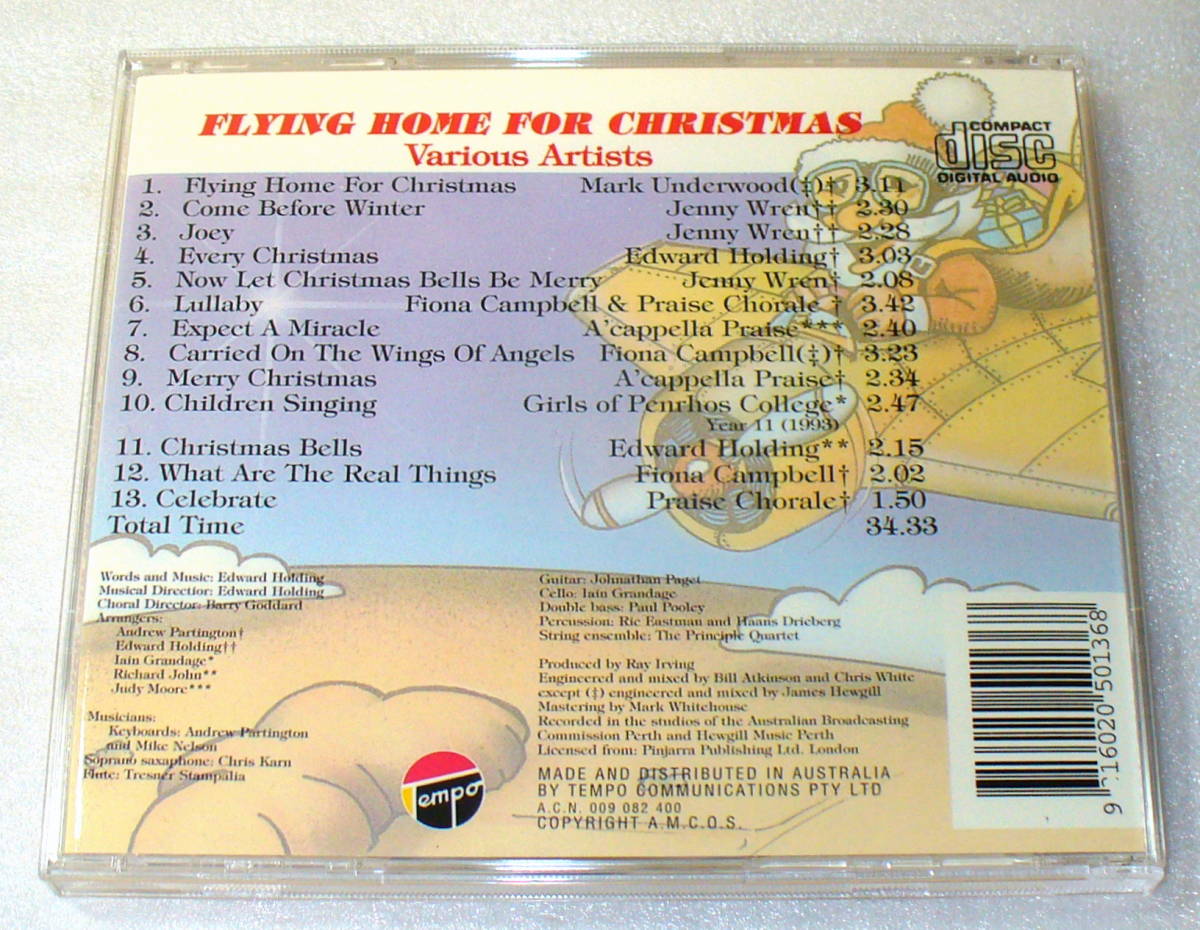 FLYING HOME FOR CHRISTMAS
Various Artists
COMPACT
disc
DIGITAL AUDIO
1. Flying Home For Christmas Mark Underwood(‡)† 3.11
2. Come Before Winter Jenny Wren†† 2.30
3. Joey Jenny Wren†† 2.28
4. Every Christmas Edward Holding† 3.03
5. Now Let Christmas Bells Be Merry Jenny Wren† 2.08
6. Lullaby Fiona Campbell & Praise Chorale † 3.42
7. Expect A Miracle A'cappella Praise*** 2.40
8. Carried On The Wings Of Angels Fiona Campbell(‡)† 3.23
9. Merry Christmas A'cappella Praise† 2.34
10. Children Singing Girls of Penrhos College* 2.47
Year 11 (1993)
11. Christmas Bells Edward Holding** 2.15
12. What Are The Real Things Fiona Campbell† 2.02
13. Celebrate Praise Chorale† 1.50
Total Time 34.33
Words and Music: Edward Holding
Musical Director: Edward Holding
Choral Director: Barry Goddard
Arrangers:
Andrew Partington†
Edward Holding††
Iain Grandage*
Richard John**
Judy Moore***
Musicians:
Keyboards: Andrew Partington
and Mike Nelson
Soprano saxaphone: Chris Karn
Flute: Tresner Stampalia
Guitar: Johnathan Paget
Cello: Iain Grandage
Double bass: Paul Pooley
Percussion: Ric Eastman and Haans Drieberg
String ensemble: The Principle Quartet
Produced by Ray Irving
Engineered and mixed by Bill Atkinson and Chris White
except (‡) engineered and mixed by James Hewgill
Mastering by Mark Whitehouse
Recorded in the studios of the Australian Broadcasting
Commission Perth and Hewgill Music Perth
Licensed from: Pinjarra Publishing Ltd. London
Tempo
MADE AND DISTRIBUTED IN AUSTRALIA
BY TEMPO COMMUNICATIONS PTY LTD
A.C.N. 009 082 400
COPYRIGHT A.M.C.O.S.
9 316020 501368